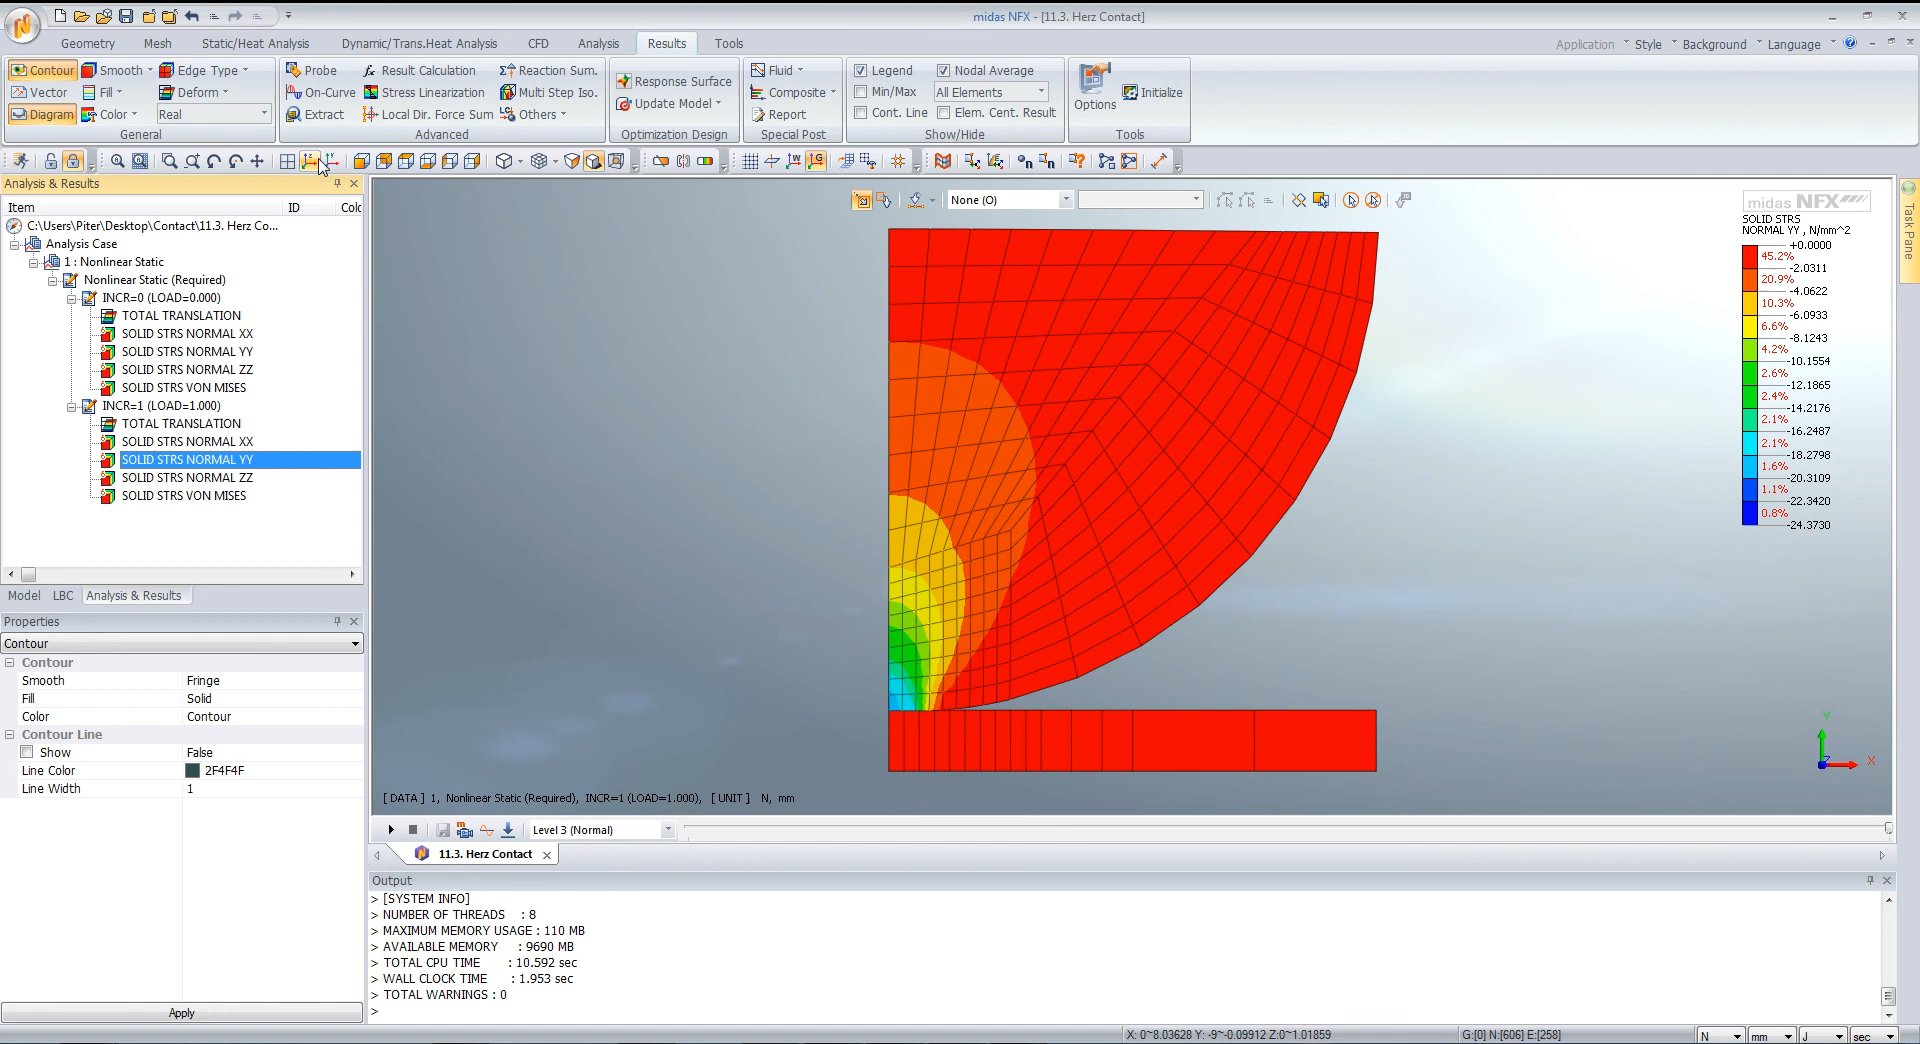 midas NFX - [11.3. Herz Contact]
Geometry Mesh Static/Heat Analysis Dynamic/Trans.Heat Analysis CFD Analysis Results Tools
Application Style Background Language
Contour Smooth Edge Type
Vector Fill Deform
Diagram Color Real
General
Probe Result Calculation Reaction Sum.
On-Curve Stress Linearization Multi Step Iso.
Extract Local Dir. Force Sum Others
Advanced
Response Surface
Update Model
Optimization Design
Fluid
Composite
Report
Special Post
Legend Nodal Average
Min/Max All Elements
Cont. Line Elem. Cent. Result
Show/Hide
Options Initialize
Tools
Analysis & Results
Item ID Colo
C:\Users\Piter\Desktop\Contact\11.3. Herz Co...
Analysis Case
1 : Nonlinear Static
Nonlinear Static (Required)
INCR=0 (LOAD=0.000)
TOTAL TRANSLATION
SOLID STRS NORMAL XX
SOLID STRS NORMAL YY
SOLID STRS NORMAL ZZ
SOLID STRS VON MISES
INCR=1 (LOAD=1.000)
TOTAL TRANSLATION
SOLID STRS NORMAL XX
SOLID STRS NORMAL YY
SOLID STRS NORMAL ZZ
SOLID STRS VON MISES
Model LBC Analysis & Results
Properties
Contour
Contour
Smooth Fringe
Fill Solid
Color Contour
Contour Line
Show False
Line Color 2F4F4F
Line Width 1
Apply
None (O)
midas NFX
SOLID STRS
NORMAL YY , N/mm^2
+0.0000
45.2%
-2.0311
20.9%
-4.0622
10.3%
-6.0933
6.6%
-8.1243
4.2%
-10.1554
2.6%
-12.1865
2.4%
-14.2176
2.1%
-16.2487
2.1%
-18.2798
1.6%
-20.3109
1.1%
-22.3420
0.8%
-24.3730
Y
Z
X
[ DATA ] 1, Nonlinear Static (Required), INCR=1 (LOAD=1.000), [ UNIT ] N, mm
Level 3 (Normal)
11.3. Herz Contact
Output
> [SYSTEM INFO]
> NUMBER OF THREADS : 8
> MAXIMUM MEMORY USAGE : 110 MB
> AVAILABLE MEMORY : 9690 MB
> TOTAL CPU TIME : 10.592 sec
> WALL CLOCK TIME : 1.953 sec
> TOTAL WARNINGS : 0
>
X: 0~8.03628 Y: -9~-0.09912 Z:0~1.01859 G:[0] N:[606] E:[258] N mm J sec
Task Pane